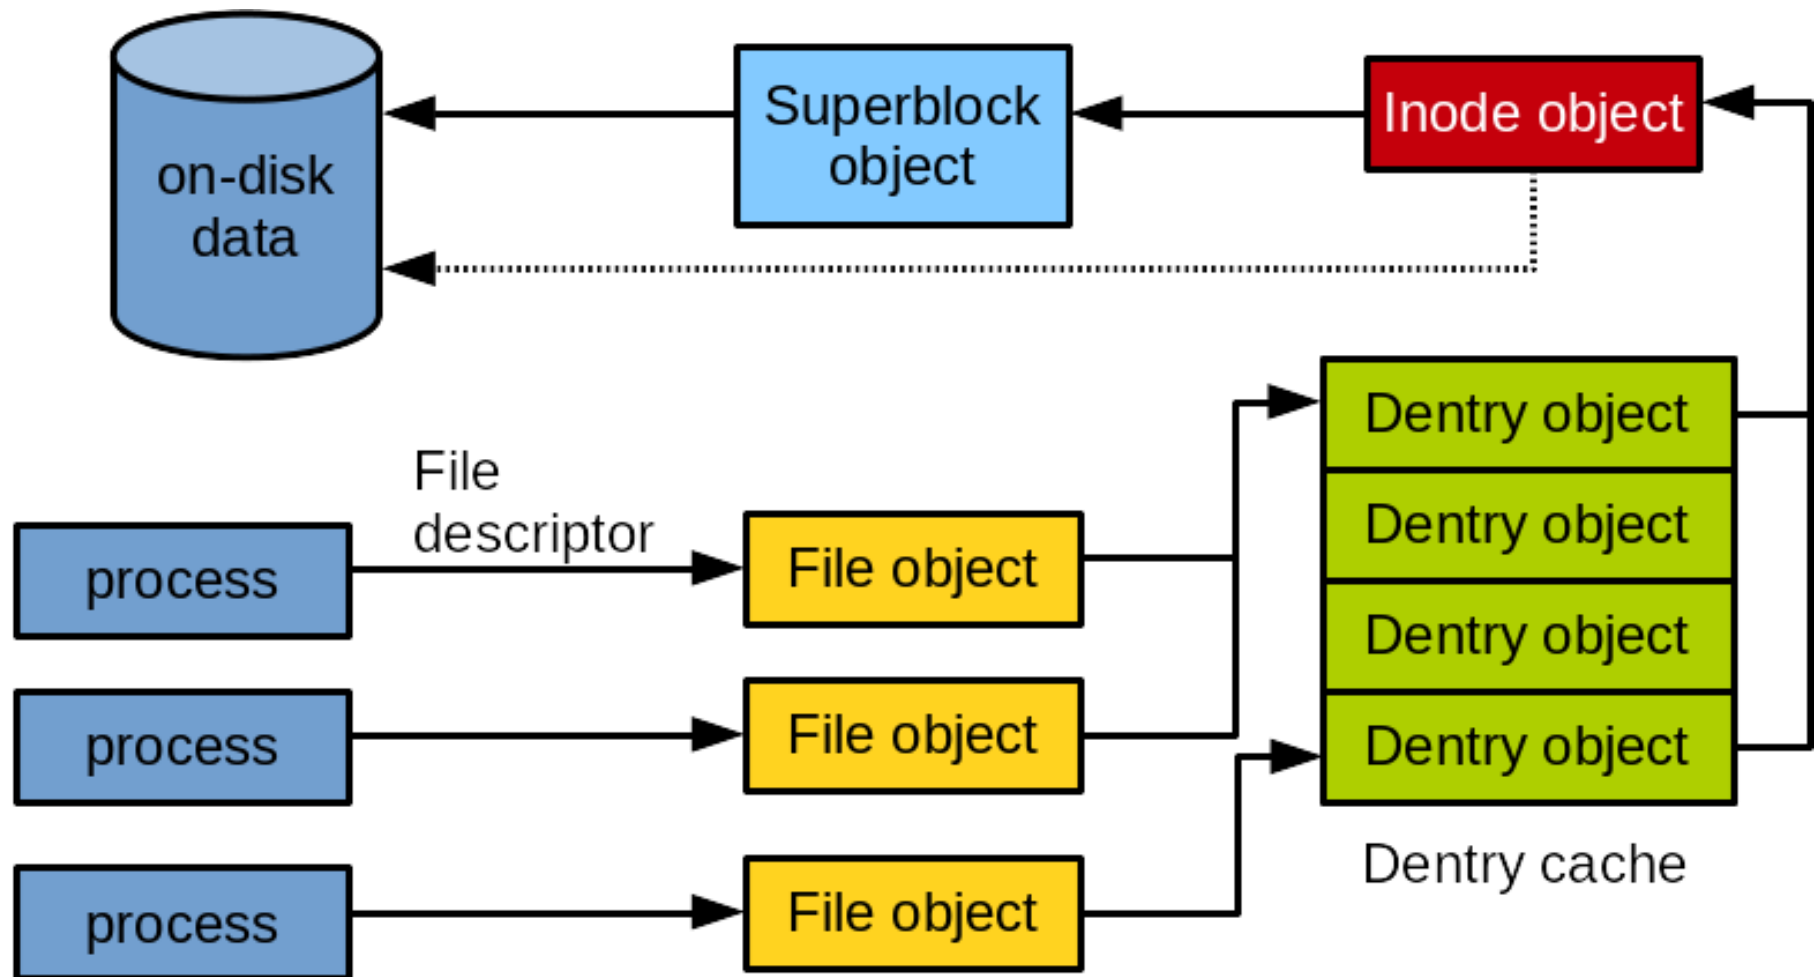 on-disk
data
Superblock
object
Inode object
File
descriptor
process
File object
process
File object
process
File object
Dentry object
Dentry object
Dentry object
Dentry object
Dentry cache